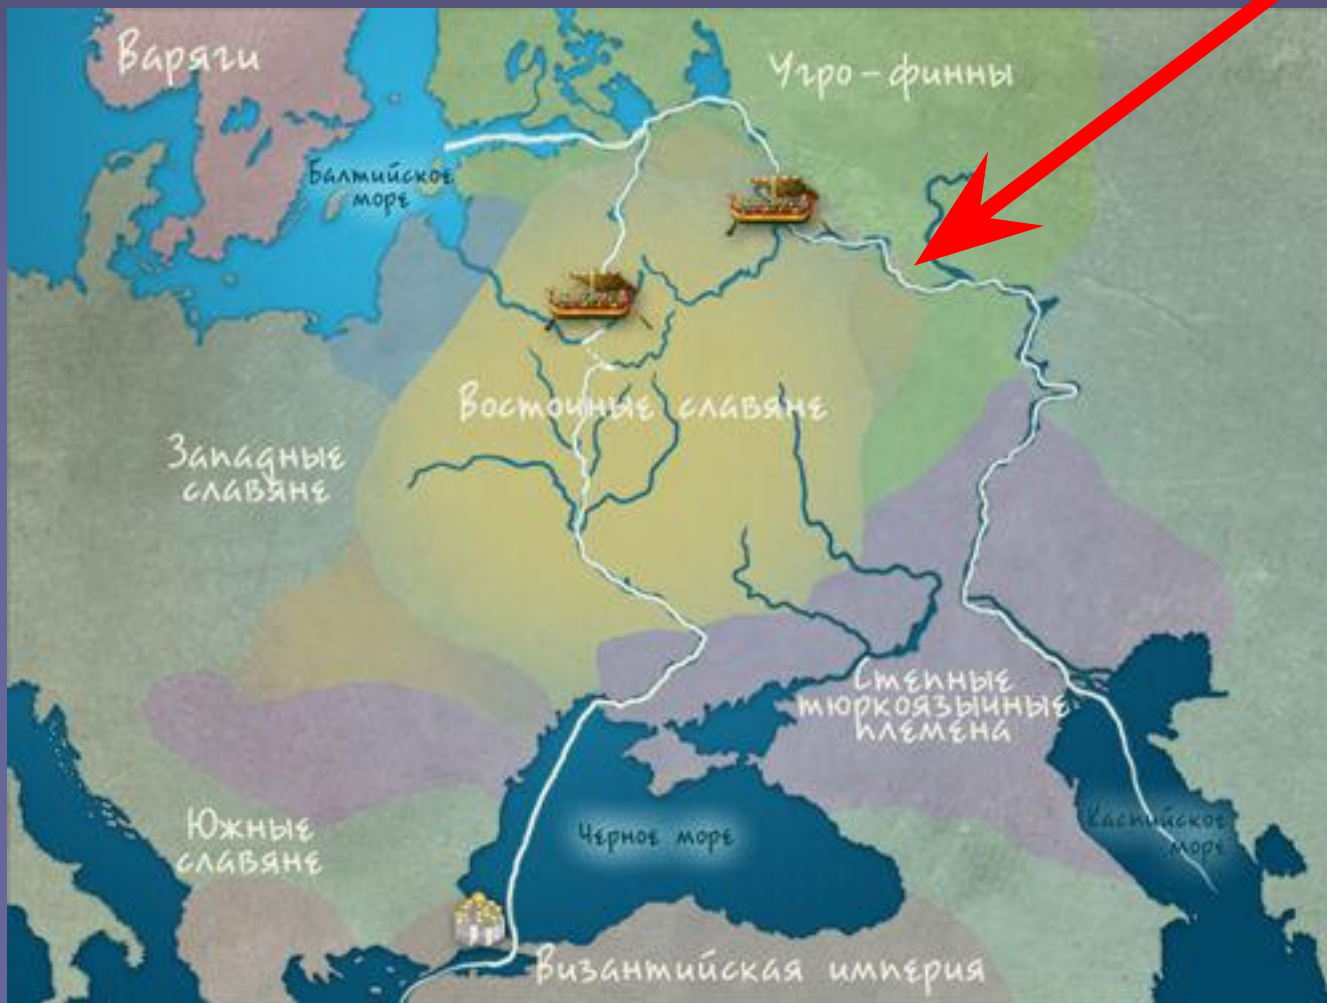 Варяги
Угро-финны
Балтийское
море
Восточные славяне
Западные
славяне
Степные
тюркоязычные
племена
Южные
славяне
Черное море
Каспийское
море
Византийская империя